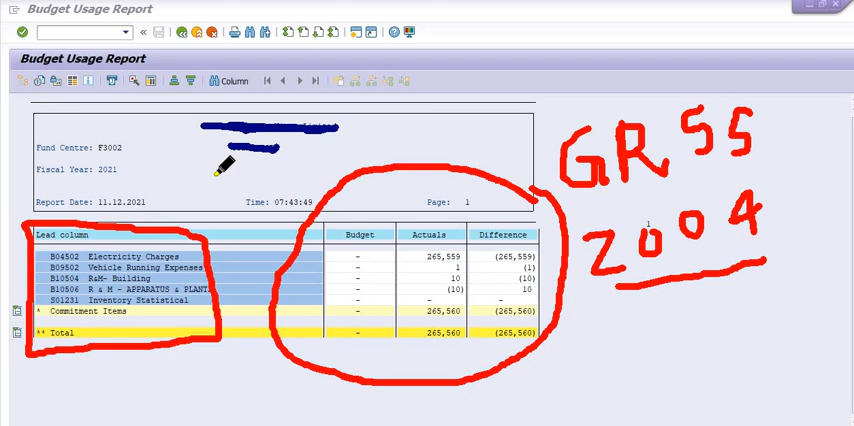 Budget Usage Report
Budget Usage Report
Column
Fund Centre: F3002
Fiscal Year: 2021
Report Date: 11.12.2021 Time: 07:43:49 Page: 1
Lead column Budget Actuals Difference
B04502 Electricity Charges - 265,559 (265,559)
B09502 Vehicle Running Expenses - 1 (1)
B10504 R&M- Building - 10 (10)
B10506 R & M - APPARATUS & PLANT - (10) 10
S01231 Inventory Statistical - - -
* Commitment Items - 265,560 (265,560)
** Total - 265,560 (265,560)
GR55
2004